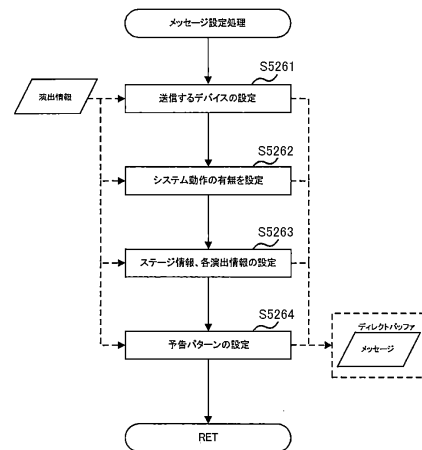 メッセージ設定処理
S5261
演出情報
送信するデバイスの設定
S5262
システム動作の有無を設定
S5263
ステージ情報、各演出情報の設定
S5264
予告パターンの設定
ディレクトバッファ
メッセージ
RET